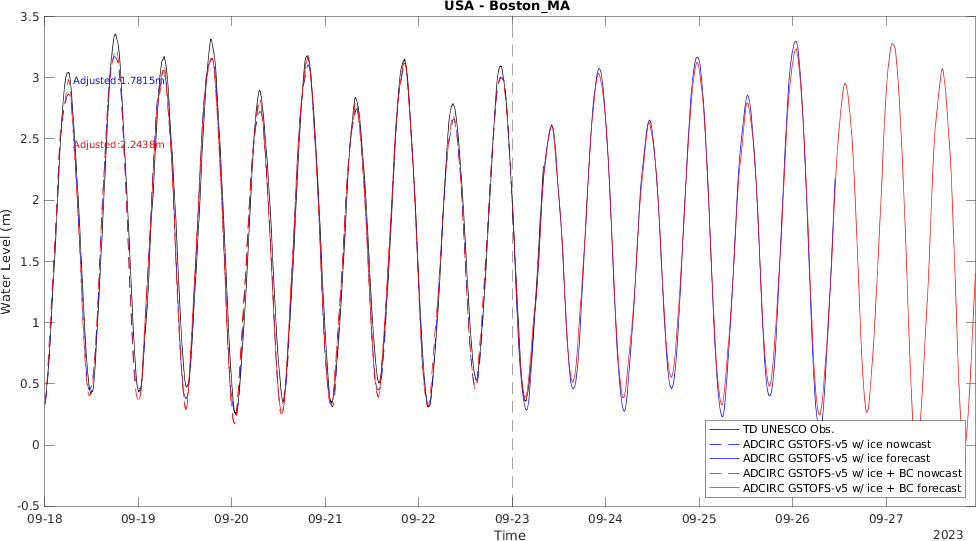 USA - Boston_MA
3.5
3
2.5
2
1.5
1
0.5
0
-0.5
Water Level (m)
Adjusted:1.7815m
Adjusted:2.2438m
TD UNESCO Obs.
ADCIRC GSTOFS-v5 w/ ice nowcast
ADCIRC GSTOFS-v5 w/ ice forecast
ADCIRC GSTOFS-v5 w/ ice + BC nowcast
ADCIRC GSTOFS-v5 w/ ice + BC forecast
09-18 09-19 09-20 09-21 09-22 09-23 09-24 09-25 09-26 09-27
Time
2023